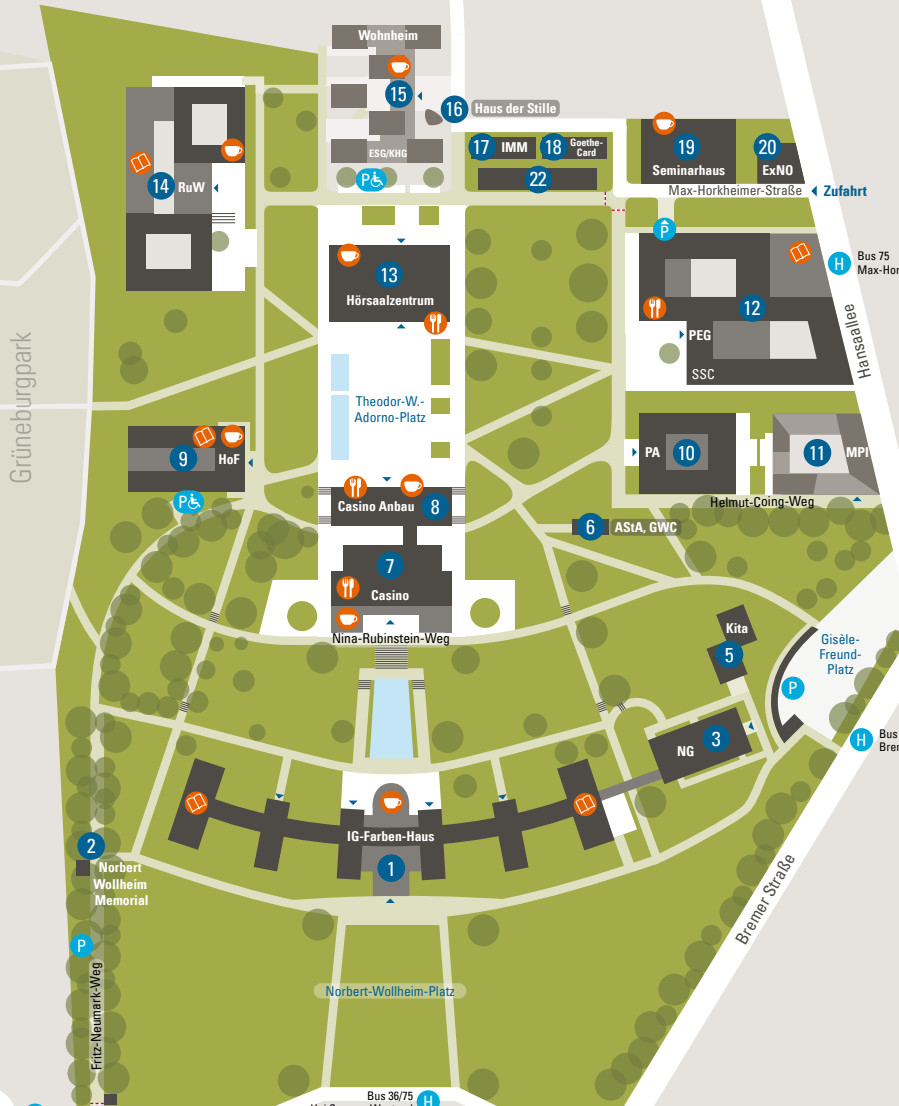 Wohnheim
15
16
Haus der Stille
17
IMM
18
Goethe-
Card
ESG/KHG
P
22
19
Seminarhaus
20
ExNO
Max-Horkheimer-Straße
Zufahrt
14
RuW
P
H
Bus 75
Max-Hor
13
Hörsaalzentrum
12
PEG
SSC
Hansaallee
Grüneburgpark
Theodor-W.-
Adorno-Platz
9
HoF
P
PA
10
11
MPI
Helmut-Coing-Weg
Casino Anbau
8
6
AStA, GWC
7
Casino
Nina-Rubinstein-Weg
Kita
5
Gisèle-
Freund-
Platz
P
3
NG
H
Bus
Brem
IG-Farben-Haus
1
2
Norbert
Wollheim
Memorial
P
Fritz-Neumark-Weg
Bremer Straße
Norbert-Wollheim-Platz
Bus 36/75
H